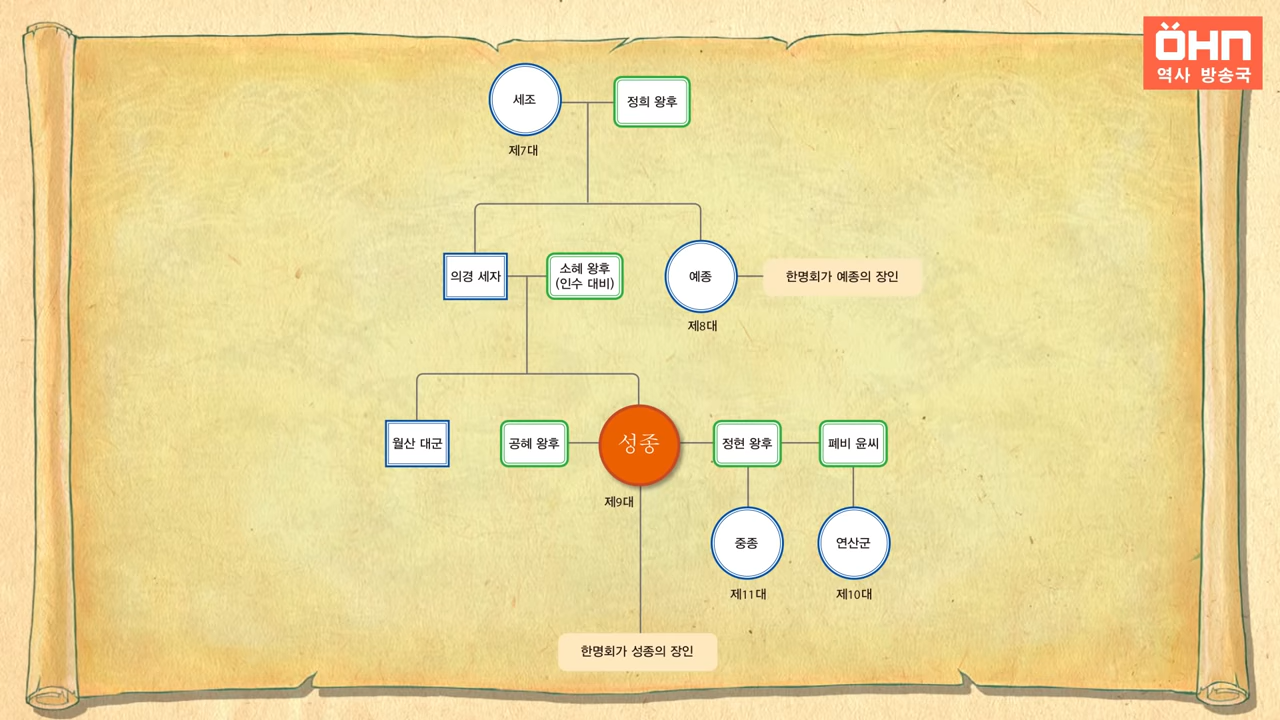 ÖHN
역사 방송국
세조
정희 왕후
제7대
의경 세자
소혜 왕후
(인수 대비)
예종
한명회가 예종의 장인
제8대
월산 대군
공혜 왕후
성종
정현 왕후
폐비 윤씨
제9대
중종
연산군
제11대
제10대
한명회가 성종의 장인